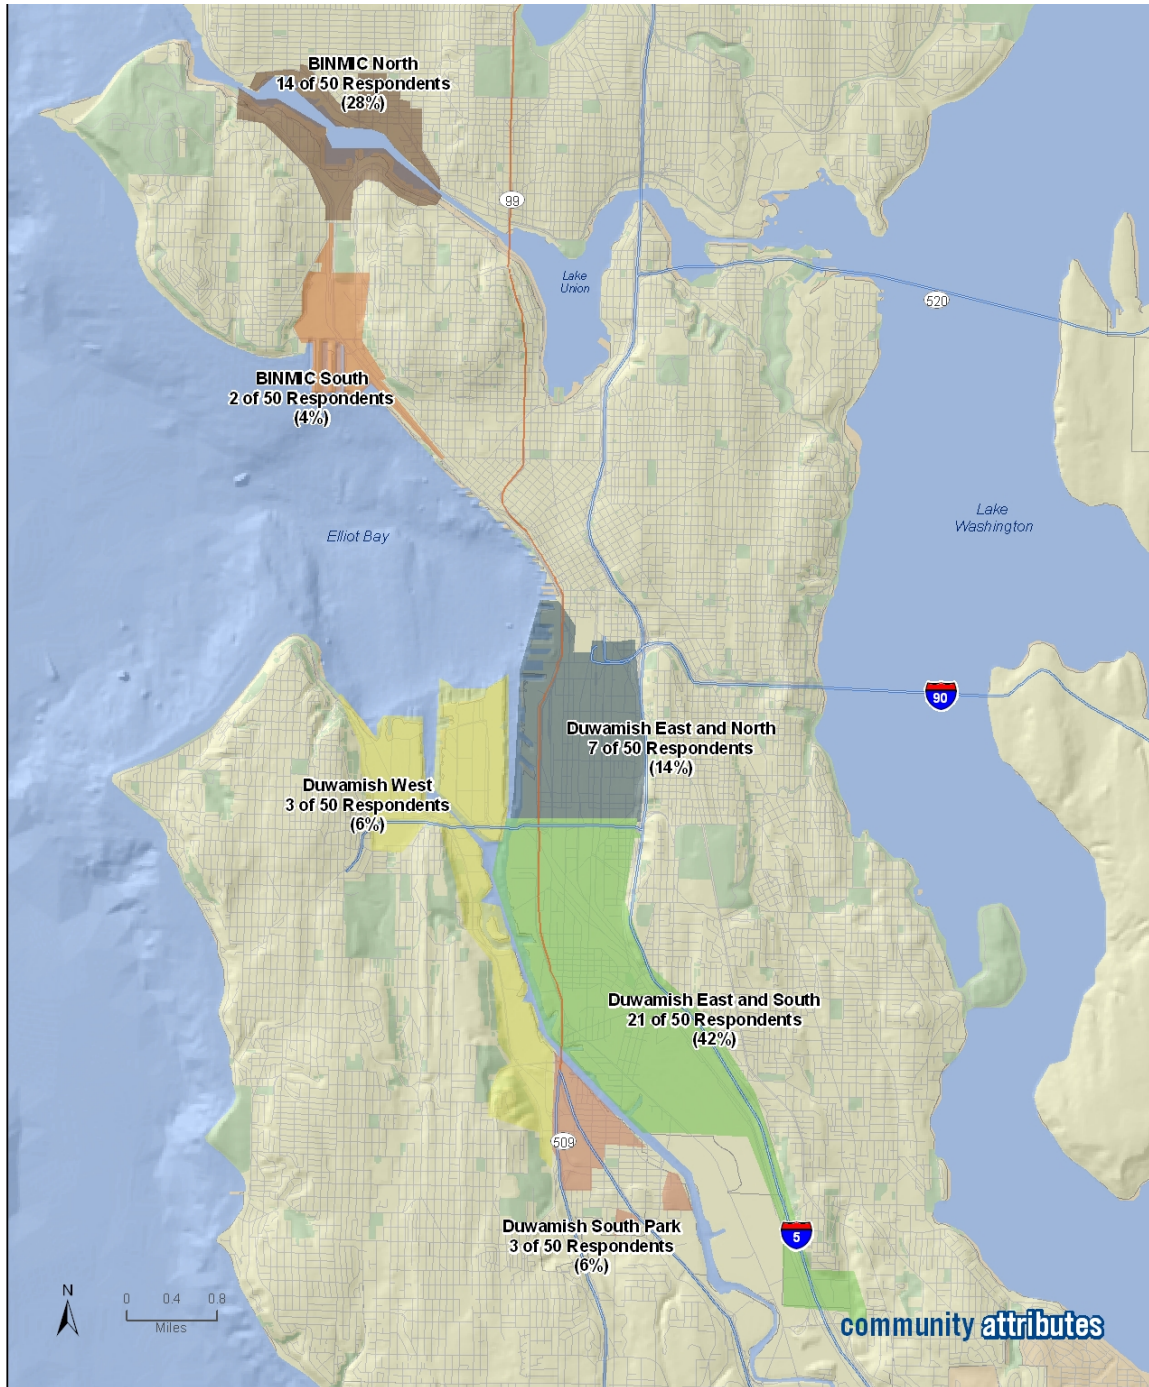 BINMIC North
14 of 50 Respondents
(28%)
99
Lake
Union
520
BINMIC South
2 of 50 Respondents
(4%)
Elliot Bay
Lake
Washington
90
Duwamish East and North
7 of 50 Respondents
(14%)
Duwamish West
3 of 50 Respondents
(6%)
Duwamish East and South
21 of 50 Respondents
(42%)
509
Duwamish South Park
3 of 50 Respondents
(6%)
5
N
0 0.4 0.8
Miles
community attributes